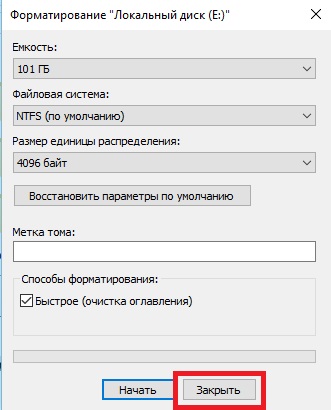 Форматирование "Локальный диск (E:)"
Емкость:
101 ГБ
Файловая система:
NTFS (по умолчанию)
Размер единицы распределения:
4096 байт
Восстановить параметры по умолчанию
Метка тома:
Способы форматирования:
Быстрое (очистка оглавления)
Начать Закрыть